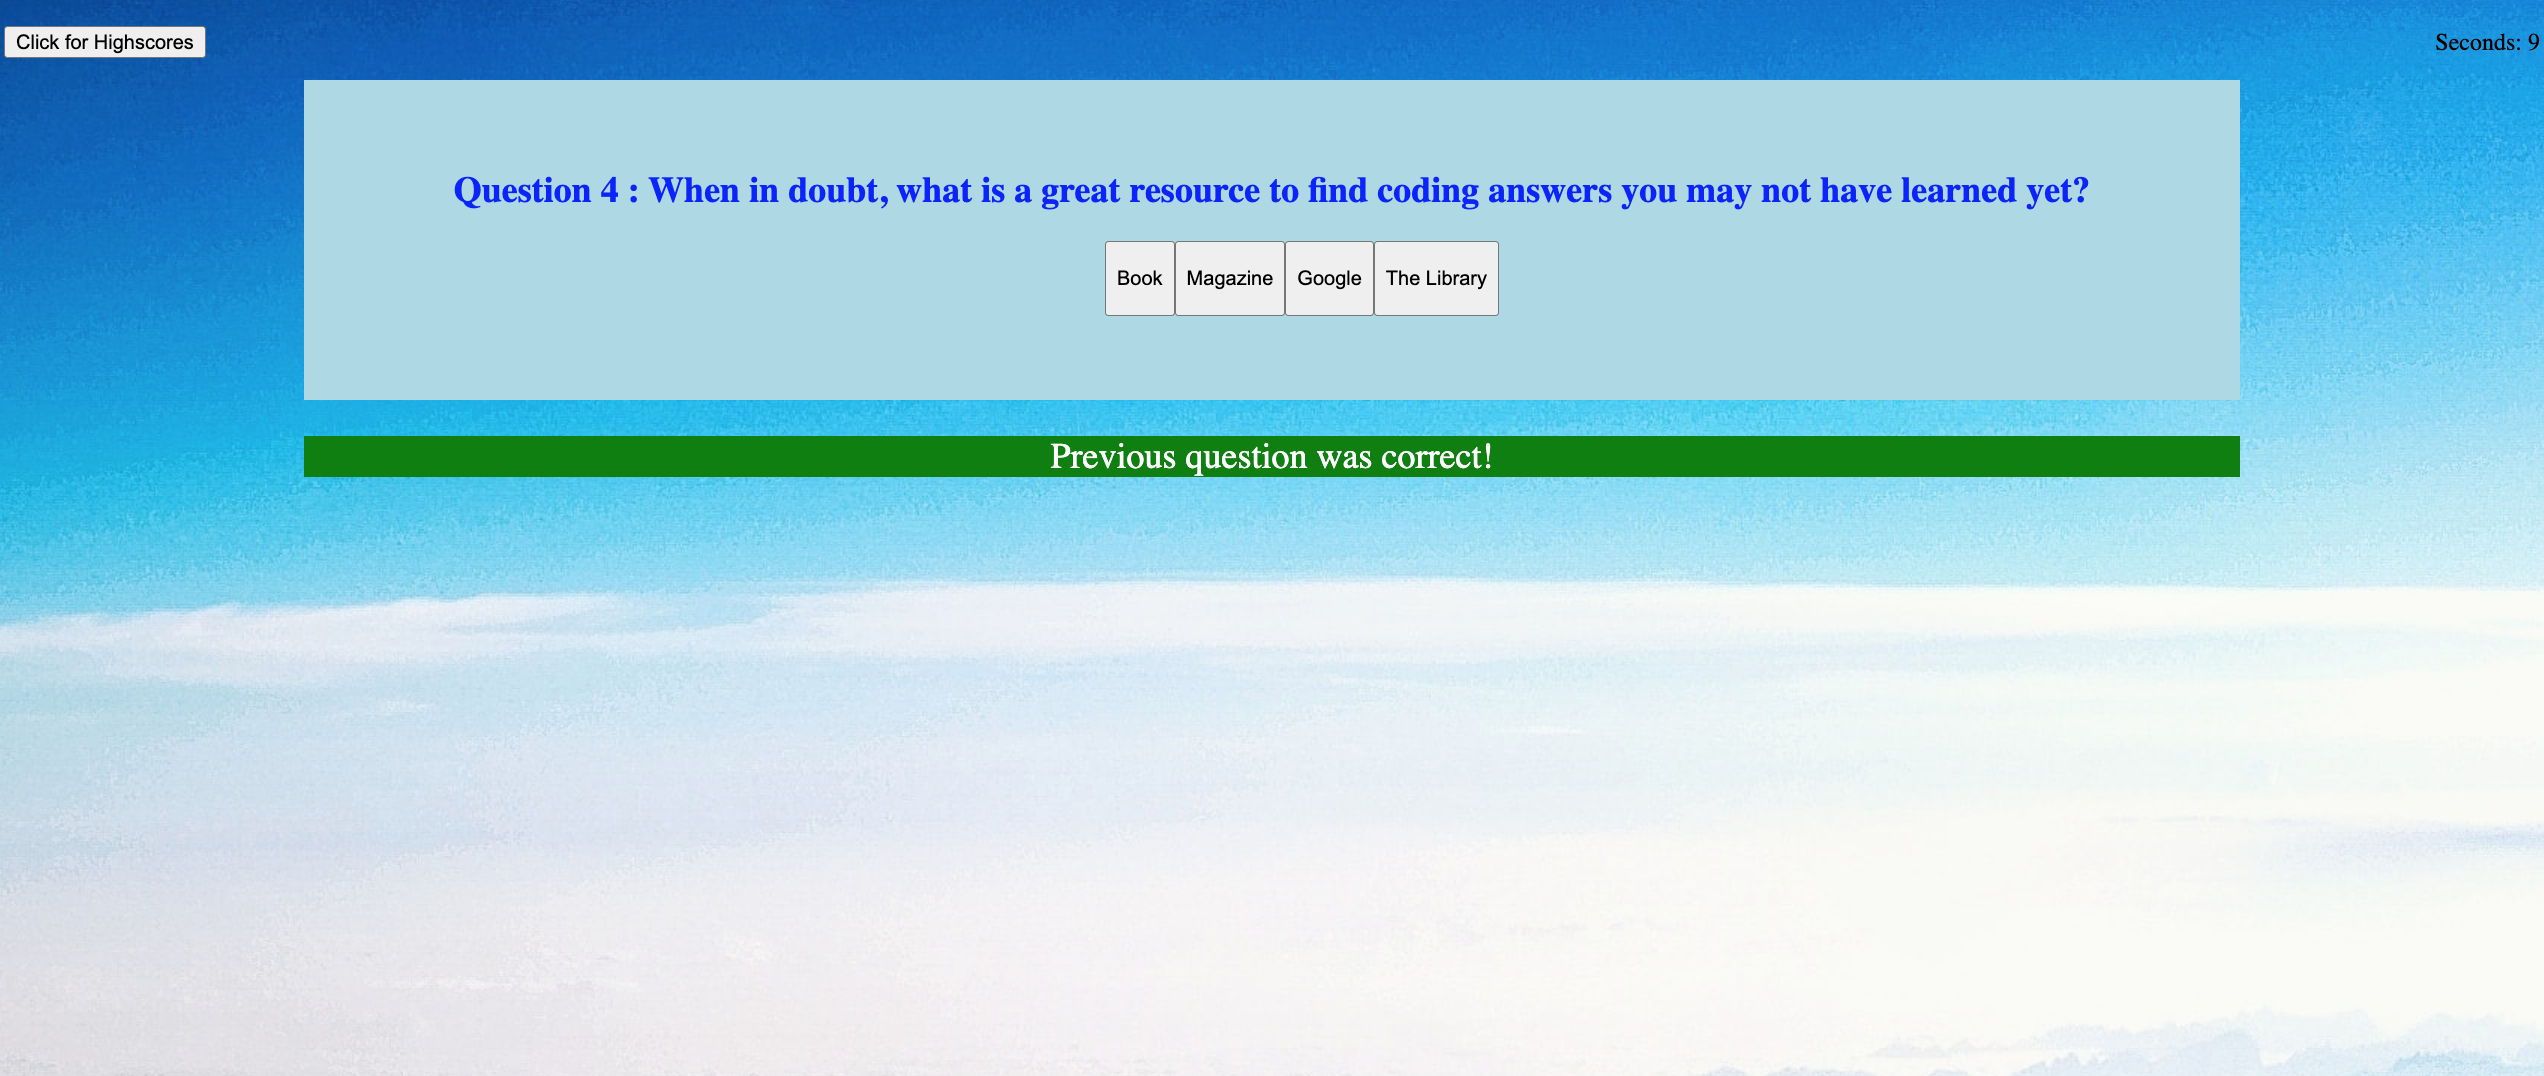 Click for Highscores
Seconds: 9
Question 4 : When in doubt, what is a great resource to find coding answers you may not have learned yet?
Book Magazine Google The Library
Previous question was correct!